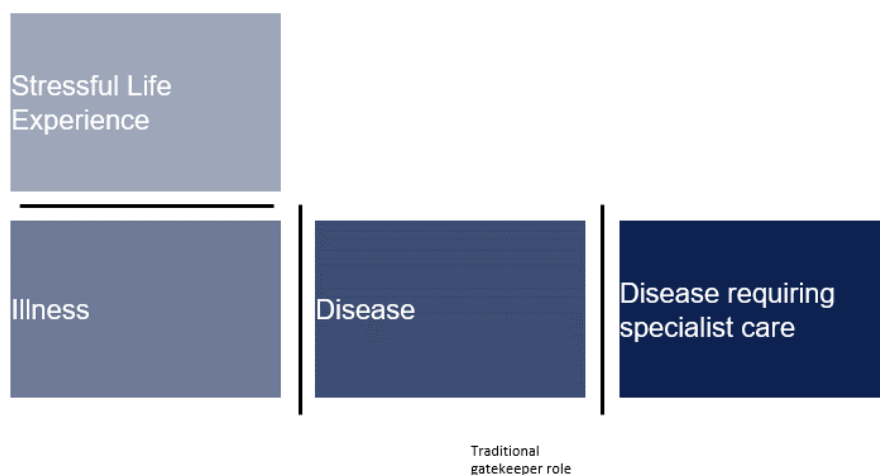 Stressful Life
Experience
Illness
Disease
Disease requiring
specialist care
Traditional
gatekeeper role